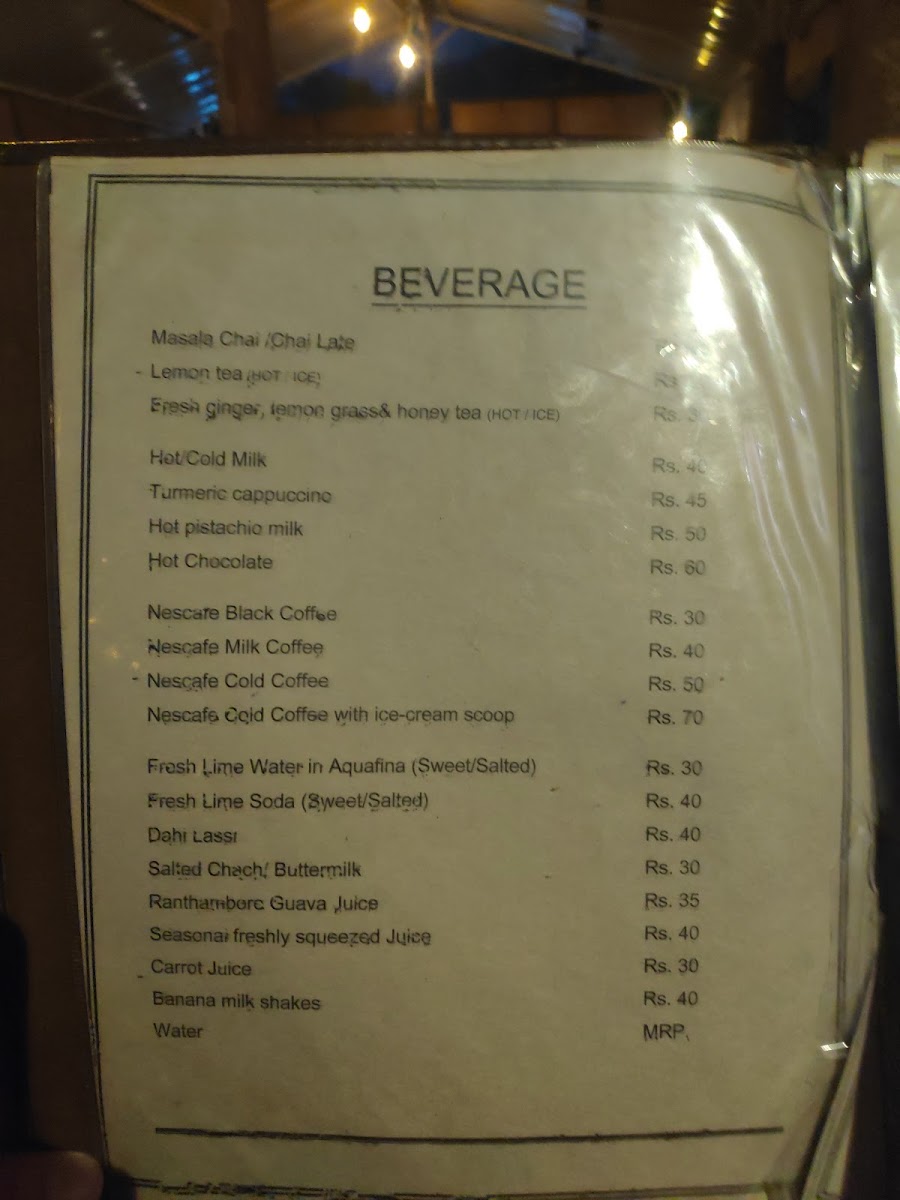 BEVERAGE
Masala Chai /Chai Late
- Lemon tea (HOT / ICE) Rs
Fresh ginger, lemon grass& honey tea (HOT / ICE) Rs.
Hot/Cold Milk Rs. 40
Turmeric cappuccino Rs. 45
Hot pistachio milk Rs. 50
Hot Chocolate Rs. 60
Nescafe Black Coffee Rs. 30
Nescafe Milk Coffee Rs. 40
- Nescafe Cold Coffee Rs. 50
Nescafe Cold Coffee with ice-cream scoop Rs. 70
Fresh Lime Water in Aquafina (Sweet/Salted) Rs. 30
Fresh Lime Soda (Sweet/Salted) Rs. 40
Dahi Lassi Rs. 40
Salted Chach/ Buttermilk Rs. 30
Ranthambore Guava Juice Rs. 35
Seasonal freshly squeezed Juice Rs. 40
- Carrot Juice Rs. 30
Banana milk shakes Rs. 40
Water MRP.